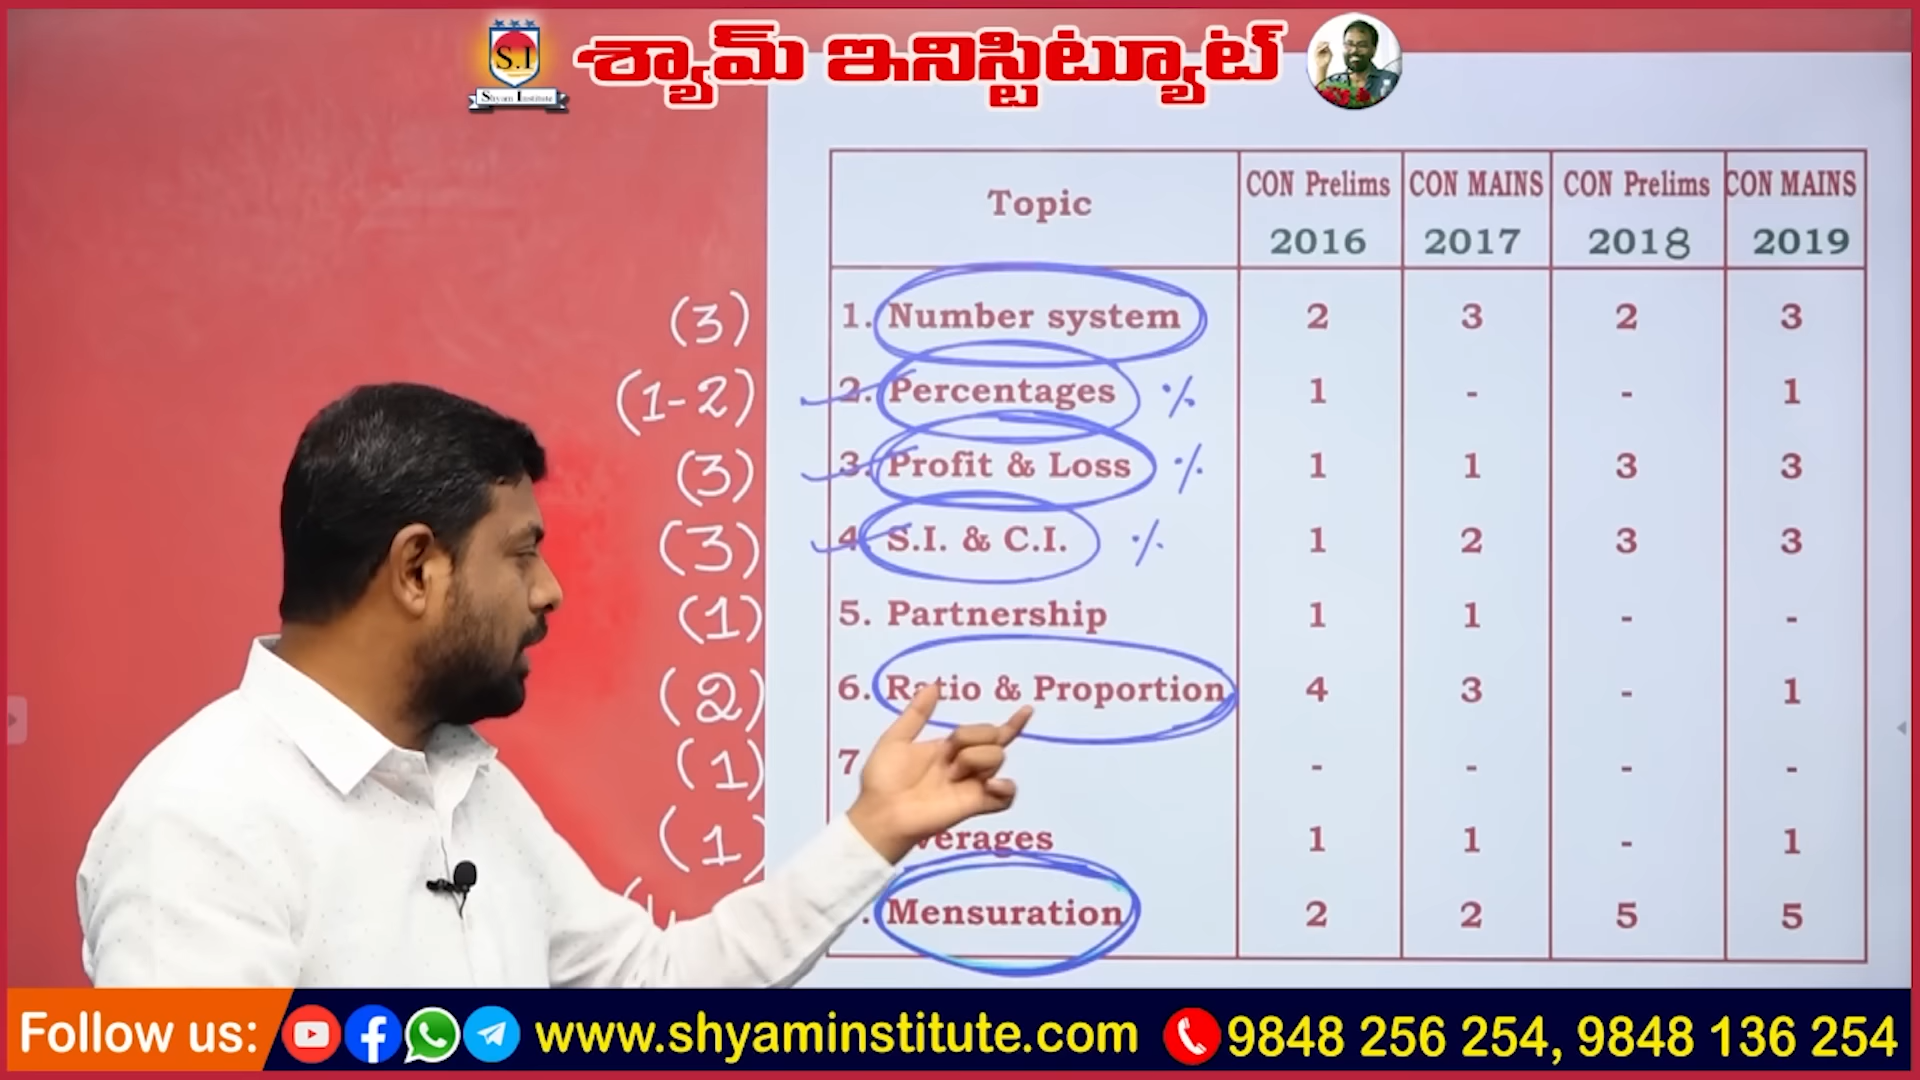 S.I
Shyam Institute
శ్యామ్ ఇనిస్టిట్యూట్
Topic CON Prelims 2016 CON MAINS 2017 CON Prelims 2018 CON MAINS 2019
(3) 1. Number system 2 3 2 3
(1-2) 2. Percentages % 1 - - 1
(3) 3. Profit & Loss % 1 1 3 3
(3) 4. S.I. & C.I. % 1 2 3 3
(1) 5. Partnership 1 1 - -
(2) 6. Ratio & Proportion 4 3 - 1
(1) 7 - - - -
(1) verages 1 1 - 1
. Mensuration 2 2 5 5
Follow us: www.shyaminstitute.com 9848 256 254, 9848 136 254